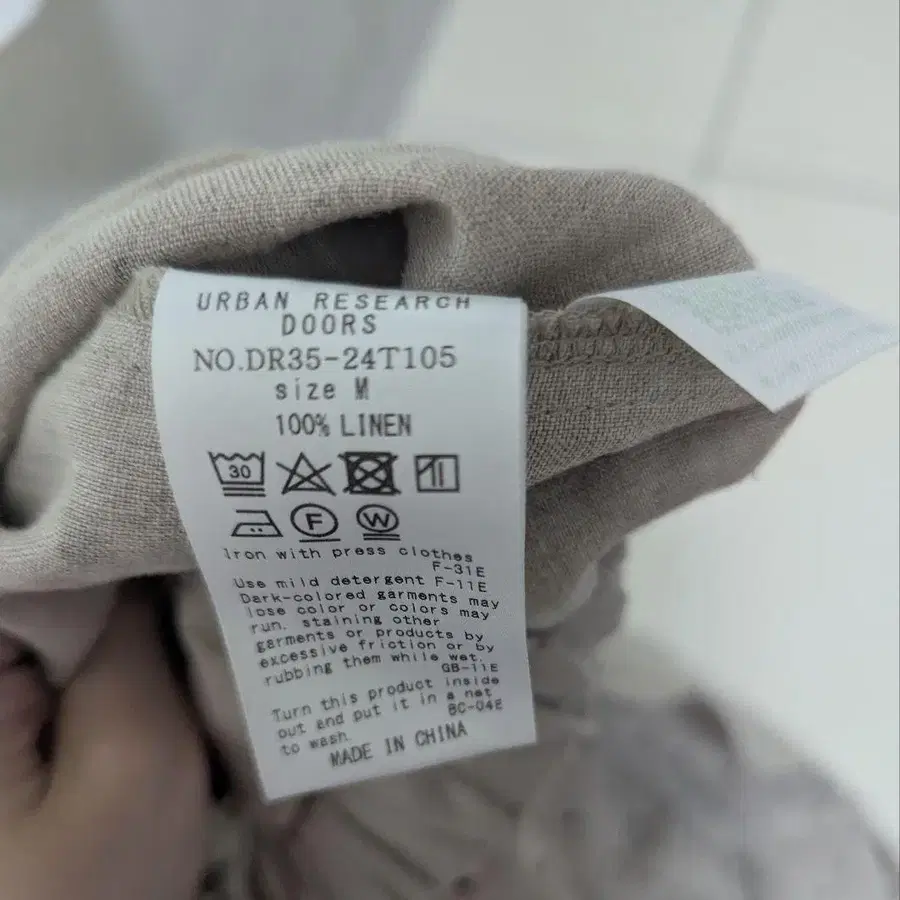 URBAN RESEARCH
DOORS
NO.DR35-24T105
size M
100% LINEN
30
F W
Iron with press clothes
F-31E
Use mild detergent F-11E
Dark-colored garments may
lose color or colors may
run, staining other
garments or products by
excessive friction or by
rubbing them while wet.
GB-11E
Turn this product inside
out and put it in a net
to wash. BC-04E
MADE IN CHINA